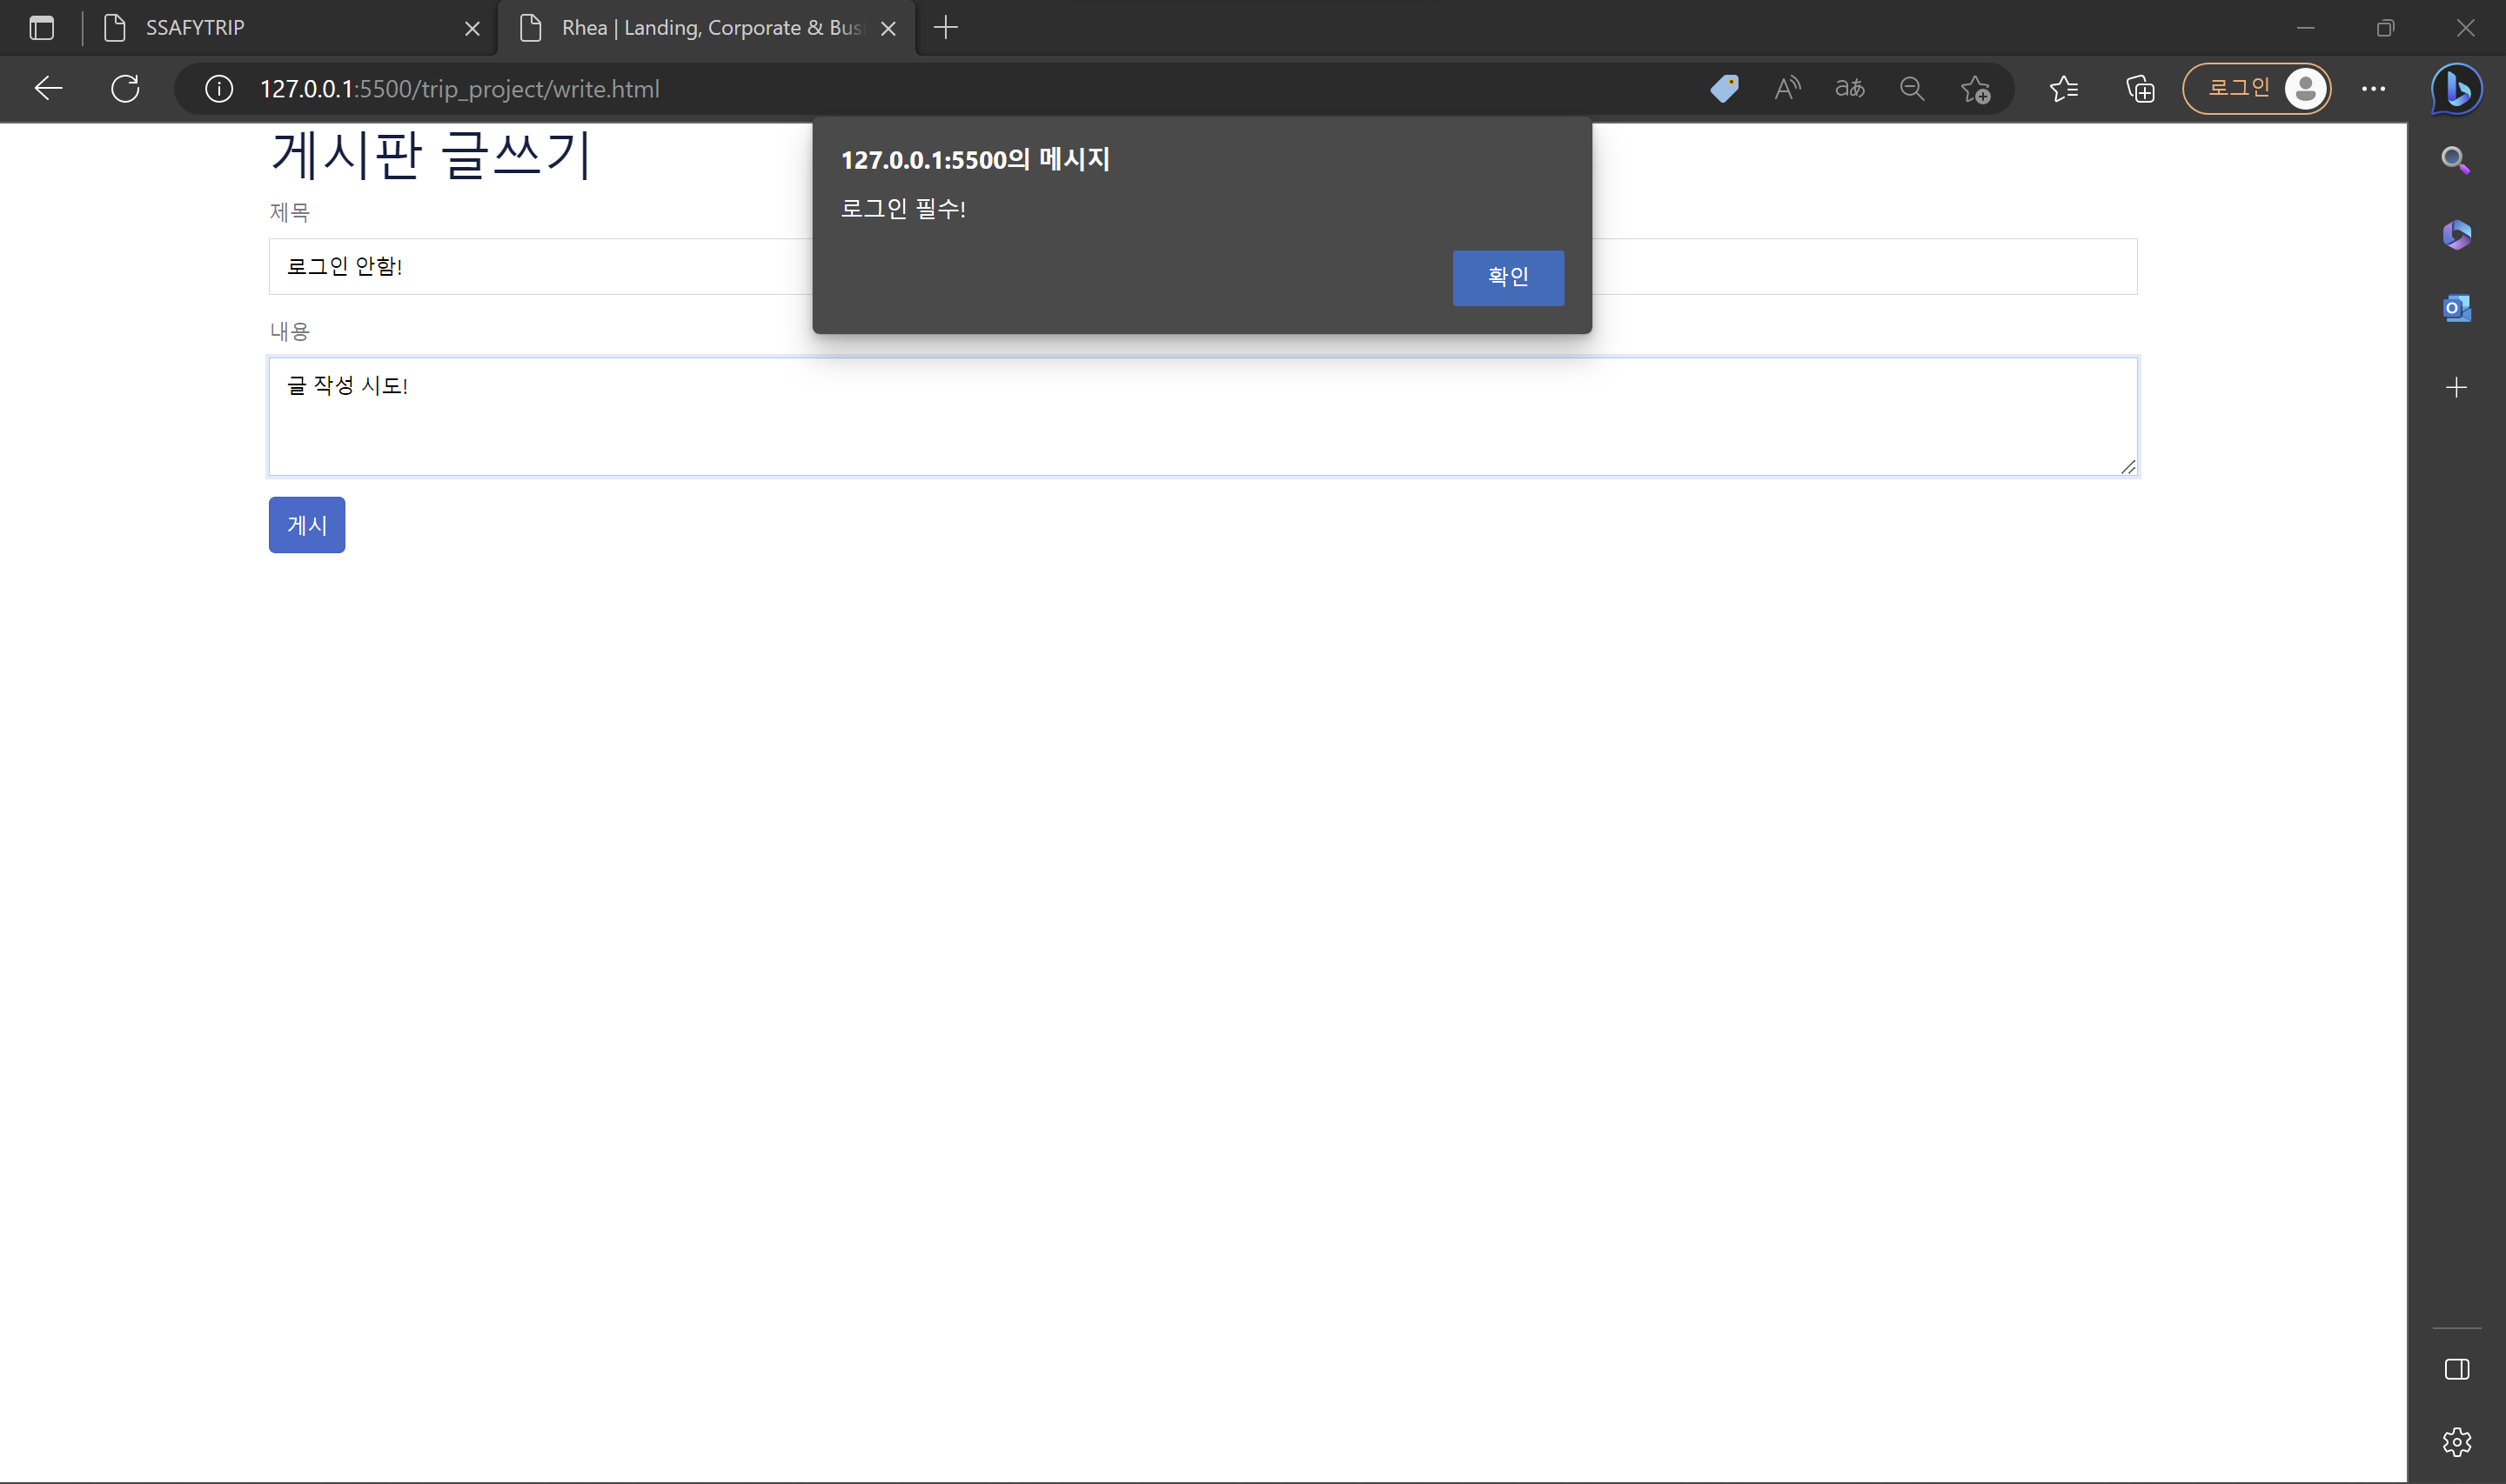 SSAFYTRIP
Rhea | Landing, Corporate & Bus
127.0.0.1:5500/trip_project/write.html
로그인
127.0.0.1:5500의 메시지
로그인 필수!
확인
게시판 글쓰기
제목
로그인 안함!
내용
글 작성 시도!
게시